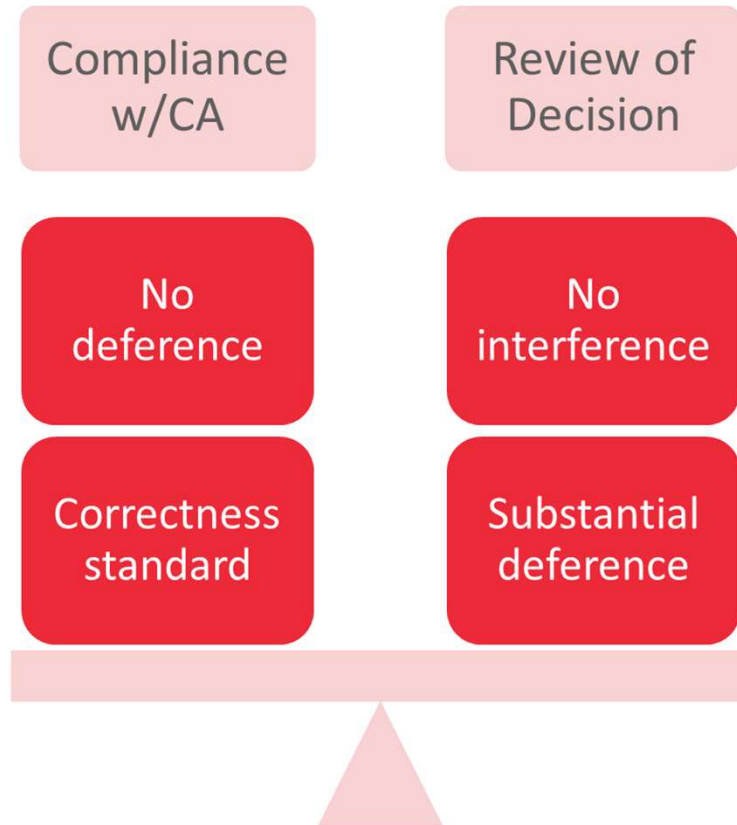 Compliance
w/CA
Review of
Decision
No
deference
No
interference
Correctness
standard
Substantial
deference